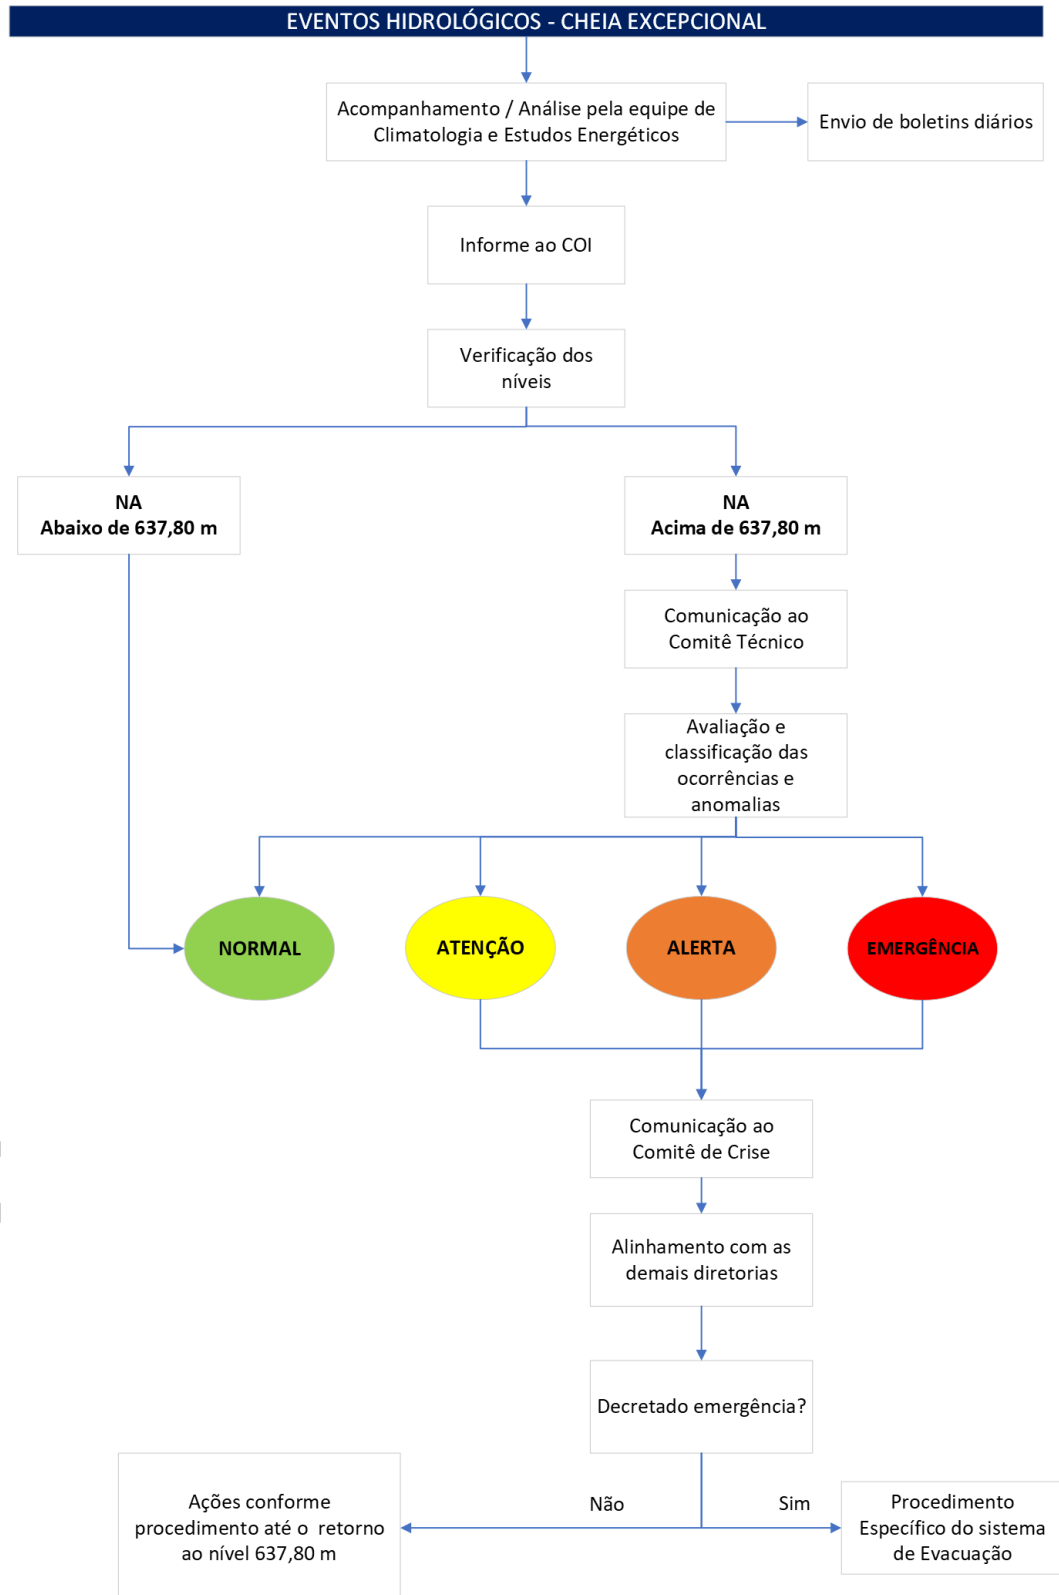 EVENTOS HIDROLÓGICOS - CHEIA EXCEPCIONAL
Acompanhamento / Análise pela equipe de
Climatologia e Estudos Energéticos
Envio de boletins diários
Informe ao COI
Verificação dos
níveis
NA
Abaixo de 637,80 m
NA
Acima de 637,80 m
Comunicação ao
Comitê Técnico
Avaliação e
classificação das
ocorrências e
anomalias
NORMAL
ATENÇÃO
ALERTA
EMERGÊNCIA
Comunicação ao
Comitê de Crise
Alinhamento com as
demais diretorias
Decretado emergência?
Não
Sim
Ações conforme
procedimento até o retorno
ao nível 637,80 m
Procedimento
Específico do sistema
de Evacuação